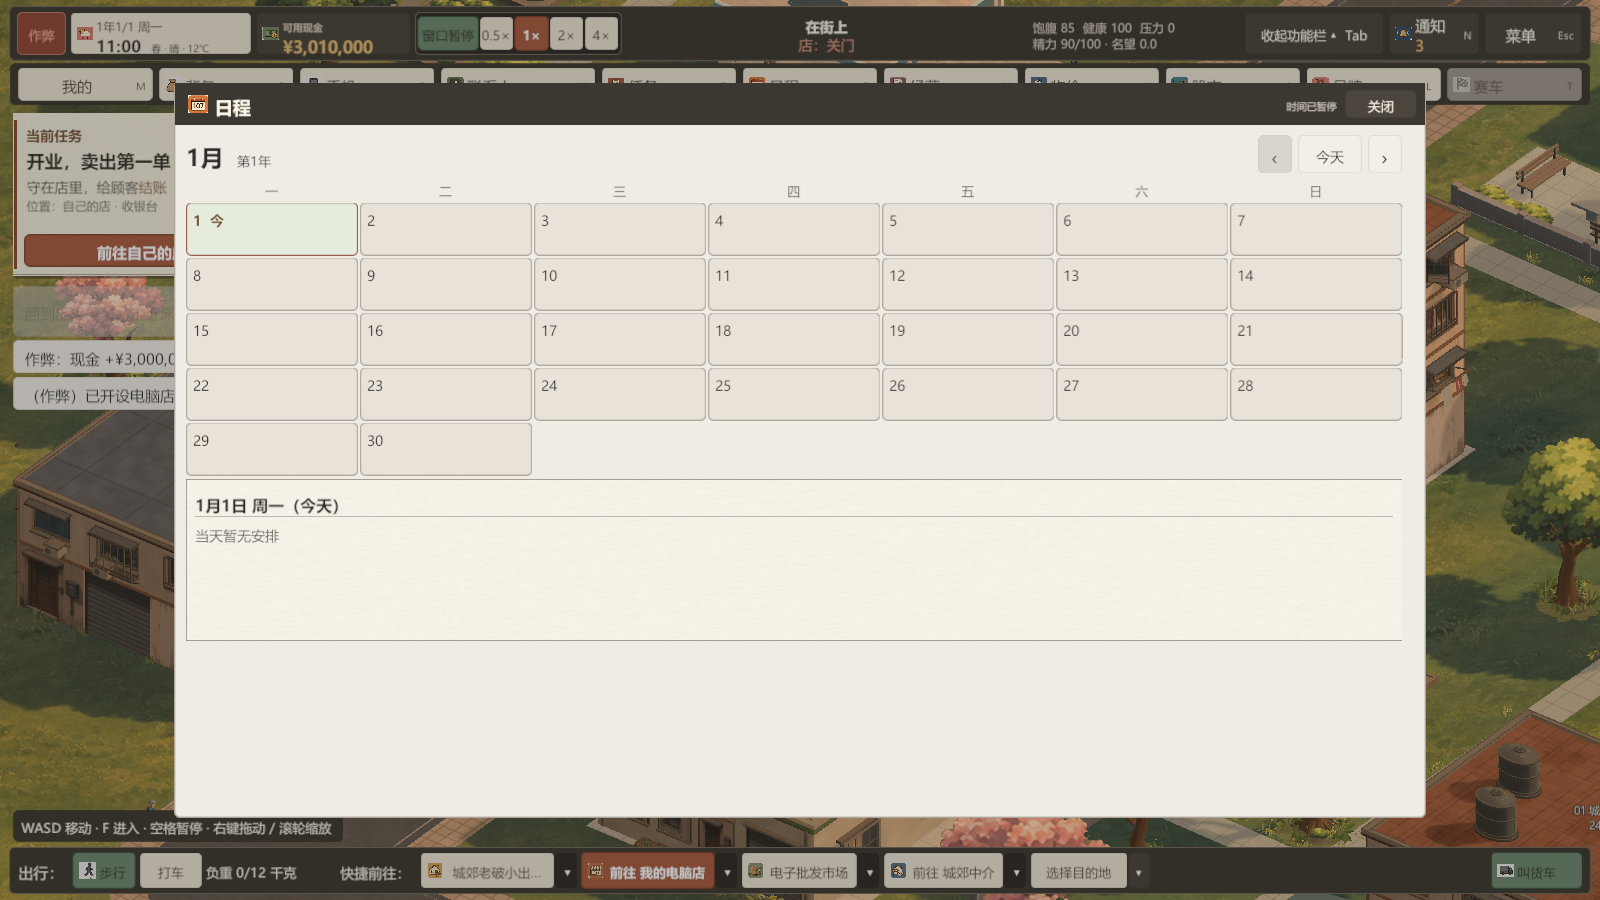 作弊
1年1/1 周一
11:00 春 · 晴 · 12°C
可用现金
¥3,010,000
窗口暂停 0.5× 1× 2× 4×
在街上
店：关门
饱腹 85 健康 100 压力 0
精力 90/100 · 名望 0.0
收起功能栏 Tab
通知
3 N
菜单 Esc
我的 M
赛车 T
当前任务
开业，卖出第一单
守在店里，给顾客结账
位置：自己的店 · 收银台
前往自己的
作弊：现金 +¥3,000,0
（作弊）已开设电脑店
日程
时间已暂停 关闭
1月 第1年
‹ 今天 ›
一 二 三 四 五 六 日
1 今 2 3 4 5 6 7
8 9 10 11 12 13 14
15 16 17 18 19 20 21
22 23 24 25 26 27 28
29 30
1月1日 周一（今天）
当天暂无安排
01 城
24
WASD 移动 · F 进入 · 空格暂停 · 右键拖动 / 滚轮缩放
出行： 步行 打车 负重 0/12 千克 快捷前往： 城郊老破小出... 前往 我的电脑店 电子批发市场 前往 城郊中介 选择目的地 叫货车